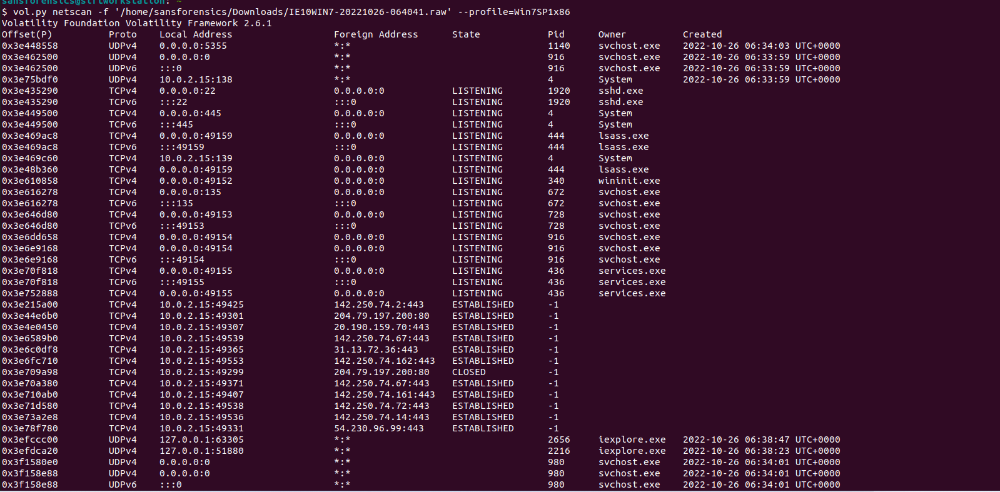 sansforensics@siftworkstation: ~
$ vol.py netscan -f '/home/sansforensics/Downloads/IE10WIN7-20221026-064041.raw' --profile=Win7SP1x86
Volatility Foundation Volatility Framework 2.6.1
Offset(P) Proto Local Address Foreign Address State Pid Owner Created
0x3e448558 UDPv4 0.0.0.0:5355 *:* 1140 svchost.exe 2022-10-26 06:34:03 UTC+0000
0x3e462500 UDPv4 0.0.0.0:0 *:* 916 svchost.exe 2022-10-26 06:33:59 UTC+0000
0x3e462500 UDPv6 :::0 *:* 916 svchost.exe 2022-10-26 06:33:59 UTC+0000
0x3e75bdf0 UDPv4 10.0.2.15:138 *:* 4 System 2022-10-26 06:33:59 UTC+0000
0x3e435290 TCPv4 0.0.0.0:22 0.0.0.0:0 LISTENING 1920 sshd.exe
0x3e435290 TCPv6 :::22 :::0 LISTENING 1920 sshd.exe
0x3e449500 TCPv4 0.0.0.0:445 0.0.0.0:0 LISTENING 4 System
0x3e449500 TCPv6 :::445 :::0 LISTENING 4 System
0x3e469ac8 TCPv4 0.0.0.0:49159 0.0.0.0:0 LISTENING 444 lsass.exe
0x3e469ac8 TCPv6 :::49159 :::0 LISTENING 444 lsass.exe
0x3e469c60 TCPv4 10.0.2.15:139 0.0.0.0:0 LISTENING 4 System
0x3e48b360 TCPv4 0.0.0.0:49159 0.0.0.0:0 LISTENING 444 lsass.exe
0x3e610858 TCPv4 0.0.0.0:49152 0.0.0.0:0 LISTENING 340 wininit.exe
0x3e616278 TCPv4 0.0.0.0:135 0.0.0.0:0 LISTENING 672 svchost.exe
0x3e616278 TCPv6 :::135 :::0 LISTENING 672 svchost.exe
0x3e646d80 TCPv4 0.0.0.0:49153 0.0.0.0:0 LISTENING 728 svchost.exe
0x3e646d80 TCPv6 :::49153 :::0 LISTENING 728 svchost.exe
0x3e6dd658 TCPv4 0.0.0.0:49154 0.0.0.0:0 LISTENING 916 svchost.exe
0x3e6e9168 TCPv4 0.0.0.0:49154 0.0.0.0:0 LISTENING 916 svchost.exe
0x3e6e9168 TCPv6 :::49154 :::0 LISTENING 916 svchost.exe
0x3e70f818 TCPv4 0.0.0.0:49155 0.0.0.0:0 LISTENING 436 services.exe
0x3e70f818 TCPv6 :::49155 :::0 LISTENING 436 services.exe
0x3e752888 TCPv4 0.0.0.0:49155 0.0.0.0:0 LISTENING 436 services.exe
0x3e215a00 TCPv4 10.0.2.15:49425 142.250.74.2:443 ESTABLISHED -1
0x3e44e6b0 TCPv4 10.0.2.15:49301 204.79.197.200:80 ESTABLISHED -1
0x3e4e0450 TCPv4 10.0.2.15:49307 20.190.159.70:443 ESTABLISHED -1
0x3e6589b0 TCPv4 10.0.2.15:49539 142.250.74.67:443 ESTABLISHED -1
0x3e6c0df8 TCPv4 10.0.2.15:49365 31.13.72.36:443 ESTABLISHED -1
0x3e6fc710 TCPv4 10.0.2.15:49553 142.250.74.162:443 ESTABLISHED -1
0x3e709a98 TCPv4 10.0.2.15:49299 204.79.197.200:80 CLOSED -1
0x3e70a380 TCPv4 10.0.2.15:49371 142.250.74.67:443 ESTABLISHED -1
0x3e710ab0 TCPv4 10.0.2.15:49407 142.250.74.161:443 ESTABLISHED -1
0x3e71d580 TCPv4 10.0.2.15:49538 142.250.74.72:443 ESTABLISHED -1
0x3e73a2e8 TCPv4 10.0.2.15:49536 142.250.74.14:443 ESTABLISHED -1
0x3e78f780 TCPv4 10.0.2.15:49331 54.230.96.99:443 ESTABLISHED -1
0x3efccc00 UDPv4 127.0.0.1:63305 *:* 2656 iexplore.exe 2022-10-26 06:38:47 UTC+0000
0x3efdca20 UDPv4 127.0.0.1:51880 *:* 2216 iexplore.exe 2022-10-26 06:38:23 UTC+0000
0x3f1580e0 UDPv4 0.0.0.0:0 *:* 980 svchost.exe 2022-10-26 06:34:01 UTC+0000
0x3f158e88 UDPv4 0.0.0.0:0 *:* 980 svchost.exe 2022-10-26 06:34:01 UTC+0000
0x3f158e88 UDPv6 :::0 *:* 980 svchost.exe 2022-10-26 06:34:01 UTC+0000